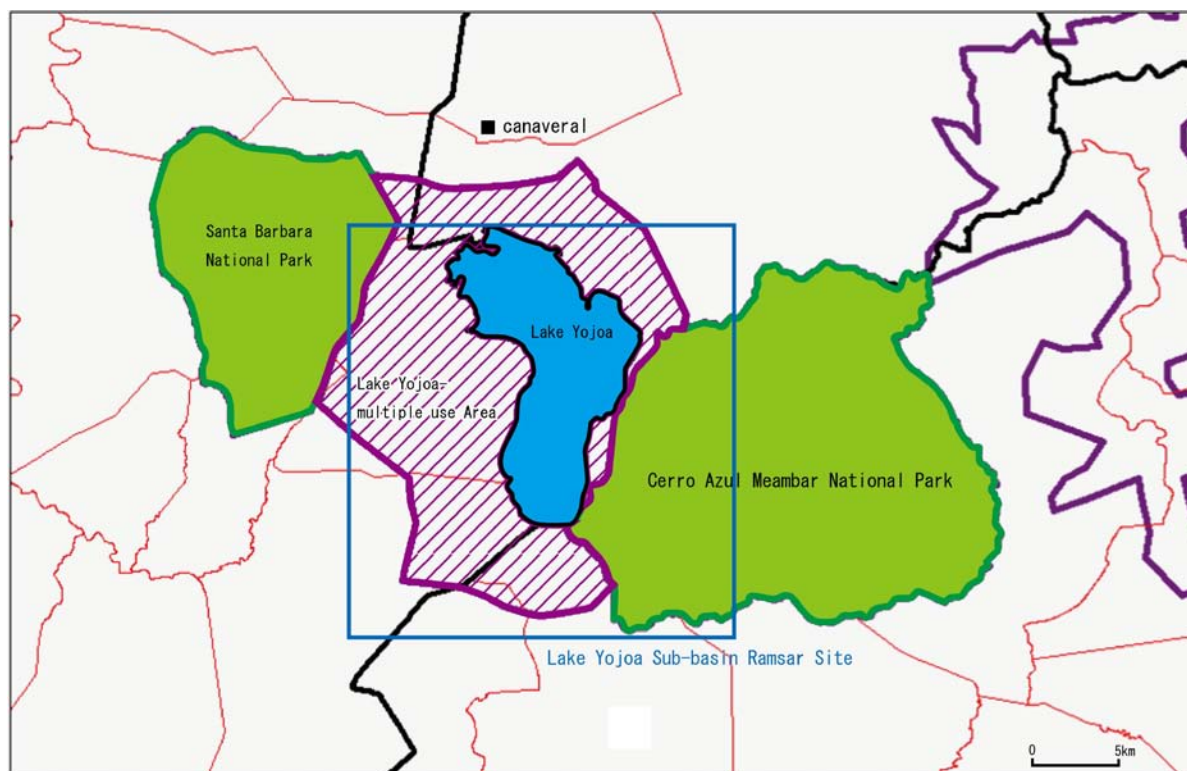 canaveral
Santa Barbara
National Park
Lake Yojoa
Lake Yojoa-
multiple use Area
Cerro Azul Meambar National Park
Lake Yojoa Sub-basin Ramsar Site
0 5km